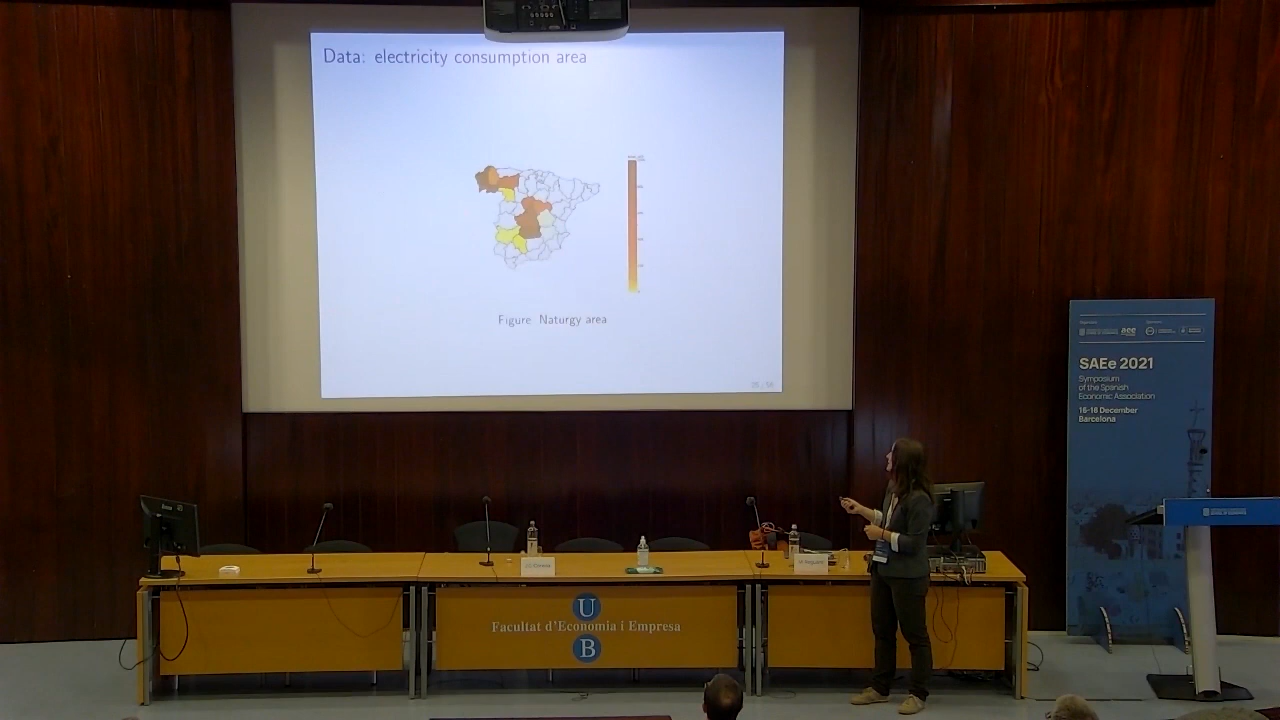 Data: electricity consumption area
Figure Naturgy area
SAEe 2021
Symposium
of the Spanish
Economic Association
16-18 December
Barcelona
U
Facultat d'Economia i Empresa
B